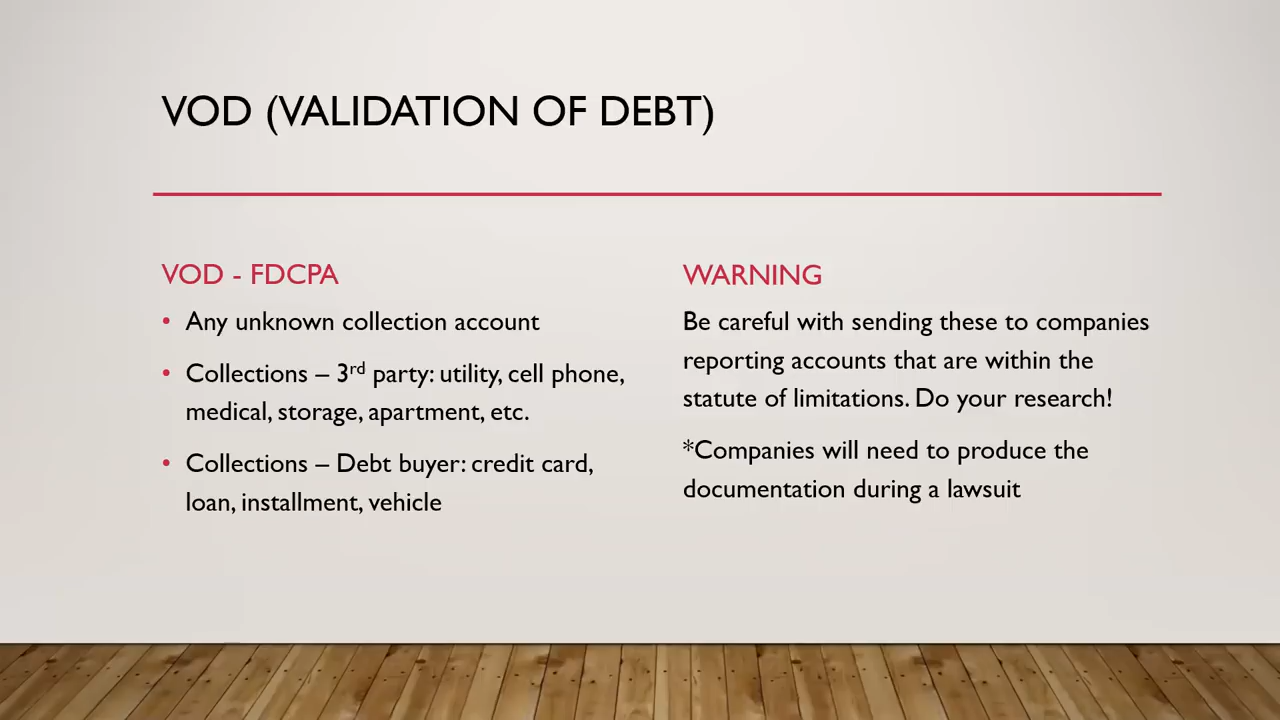 VOD (VALIDATION OF DEBT)
VOD - FDCPA
• Any unknown collection account
• Collections – 3rd party: utility, cell phone,
medical, storage, apartment, etc.
• Collections – Debt buyer: credit card,
loan, installment, vehicle
WARNING
Be careful with sending these to companies
reporting accounts that are within the
statute of limitations. Do your research!
*Companies will need to produce the
documentation during a lawsuit